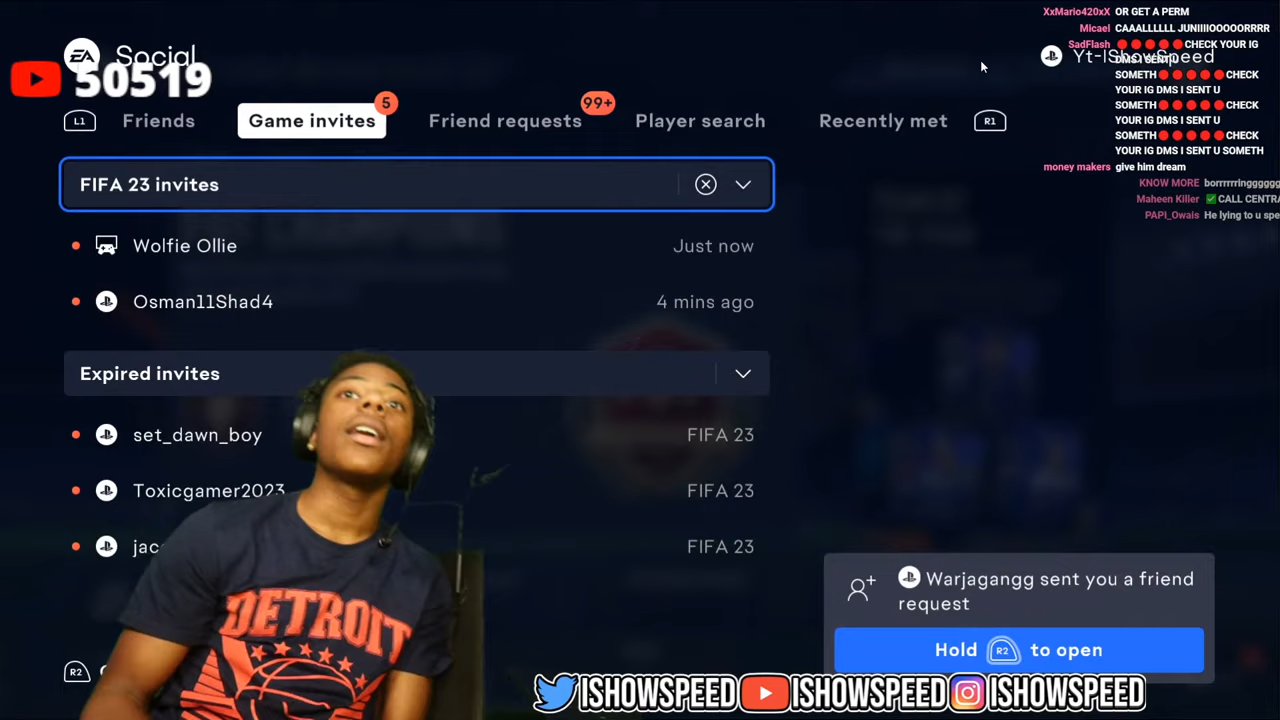 EA Social
50519
Yt-IShowSpeed
L1 Friends Game invites 5 Friend requests 99+ Player search Recently met R1
FIFA 23 invites
Wolfie Ollie Just now
Osman11Shad4 4 mins ago
Expired invites
set_dawn_boy FIFA 23
Toxicgamer2023 FIFA 23
FIFA 23
R2
Warjagangg sent you a friend
request
Hold R2 to open
DETROIT
ISHOWSPEED ISHOWSPEED ISHOWSPEED
XxMario420xX OR GET A PERM
Micael CAAALLLLLL JUNIIIIOOOOORRRR
SadFlash 🔴🔴🔴🔴🔴CHECK YOUR IG
DMS I SENT U
SOMETH🔴🔴🔴🔴🔴CHECK
YOUR IG DMS I SENT U
SOMETH🔴🔴🔴🔴🔴CHECK
YOUR IG DMS I SENT U
SOMETH🔴🔴🔴🔴🔴CHECK
YOUR IG DMS I SENT U SOMETH
money makers give him dream
KNOW MORE borrrrrringggggg
Maheen Killer ✅CALL CENTRA
PAPI_Owais He lying to u spe